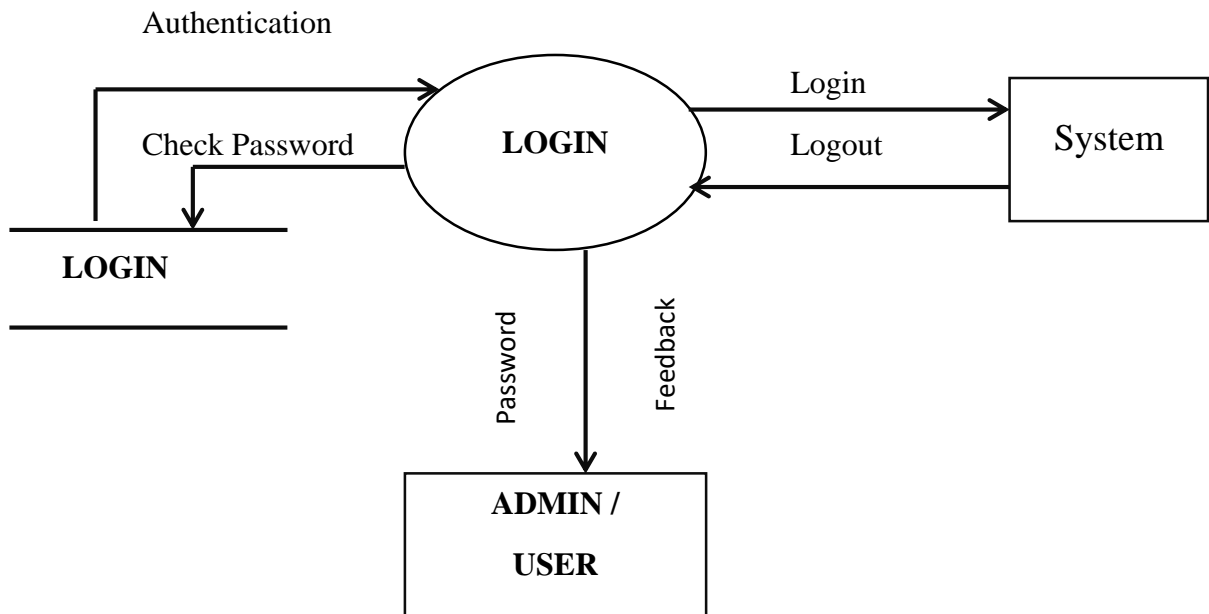 Authentication
Login
LOGIN
System
Check Password
Logout
LOGIN
Password
Feedback
ADMIN /
USER